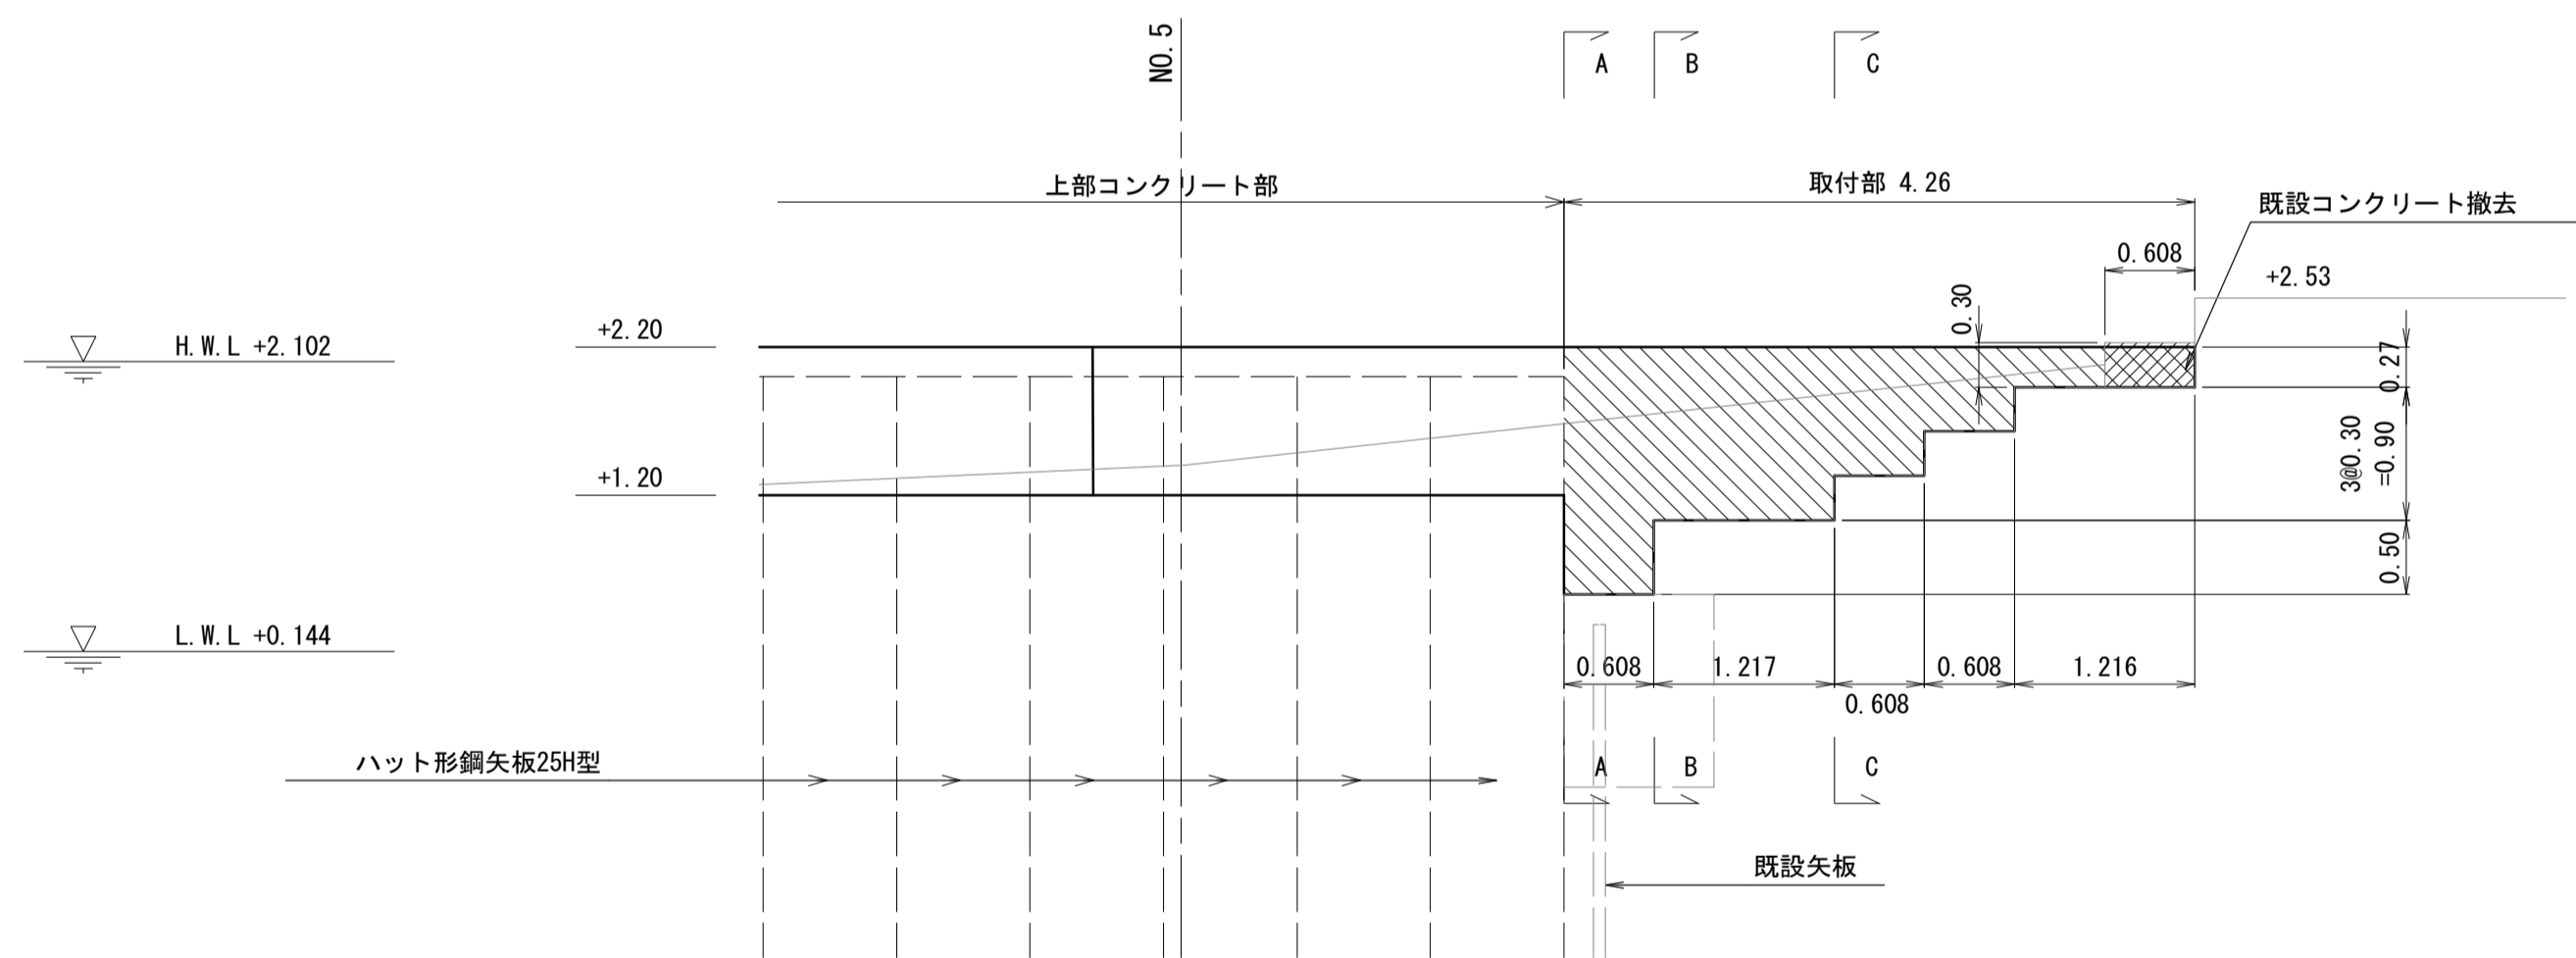 NO. 5
A
B
C
上部コンクリート部
取付部 4.26
既設コンクリート撤去
0.608
+2.53
0.30
+2.20
H.W.L +2.102
0.27
3@0.30
=0.90
+1.20
0.50
L.W.L +0.144
0.608
1.217
0.608
1.216
0.608
ハット形鋼矢板25H型
A
B
C
既設矢板